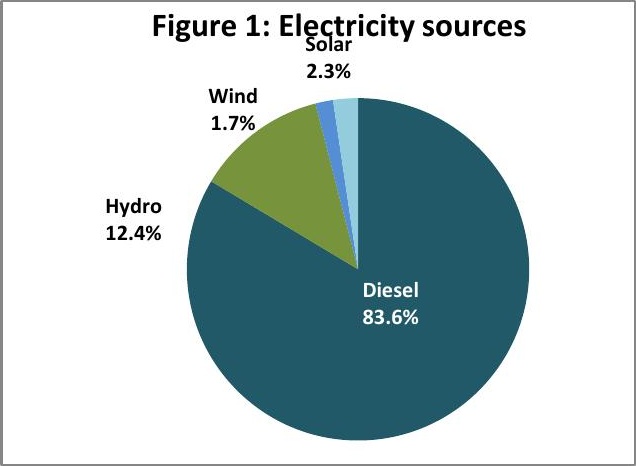 Figure 1: Electricity sources
Solar
2.3%
Wind
1.7%
Hydro
12.4%
Diesel
83.6%